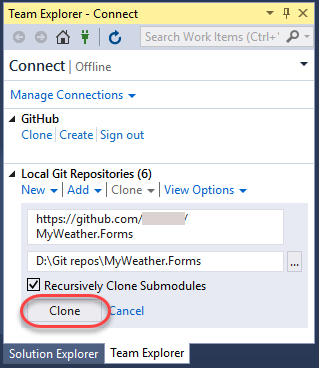 Team Explorer - Connect
Search Work Items (Ctrl+'
Connect | Offline
Manage Connections
GitHub
Clone | Create | Sign out
Local Git Repositories (6)
New | Add | Clone | View Options
https://github.com/ /
MyWeather.Forms
D:\Git repos\MyWeather.Forms ...
Recursively Clone Submodules
Clone Cancel
Solution Explorer Team Explorer